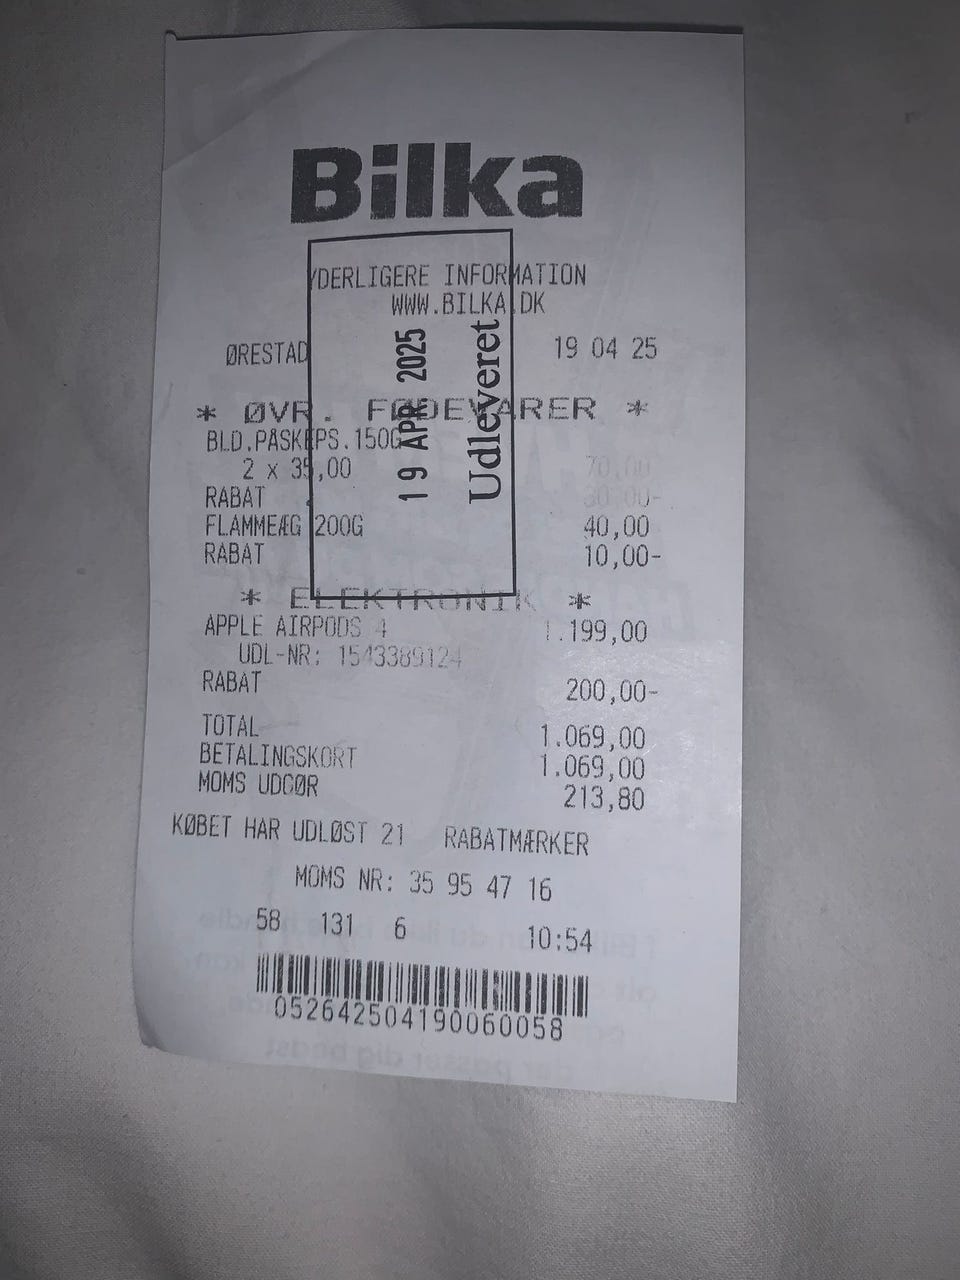 Bilka
YDERLIGERE INFORMATION
WWW.BILKA.DK
ØRESTAD 19 04 25
19 APR. 2025
Udleveret
* ØVR. FØDEVARER *
BLD.PÅSKEPS.150G
2 x 35,00 70,00
RABAT 30,00-
FLAMMEÆG 200G 40,00
RABAT 10,00-
* ELEKTRONIK *
APPLE AIRPODS 4 1.199,00
UDL-NR: 1543389124
RABAT 200,00-
TOTAL 1.069,00
BETALINGSKORT 1.069,00
MOMS UDGØR 213,80
KØBET HAR UDLØST 21 RABATMÆRKER
MOMS NR: 35 95 47 16
58 131 6 10:54
052642504190060058